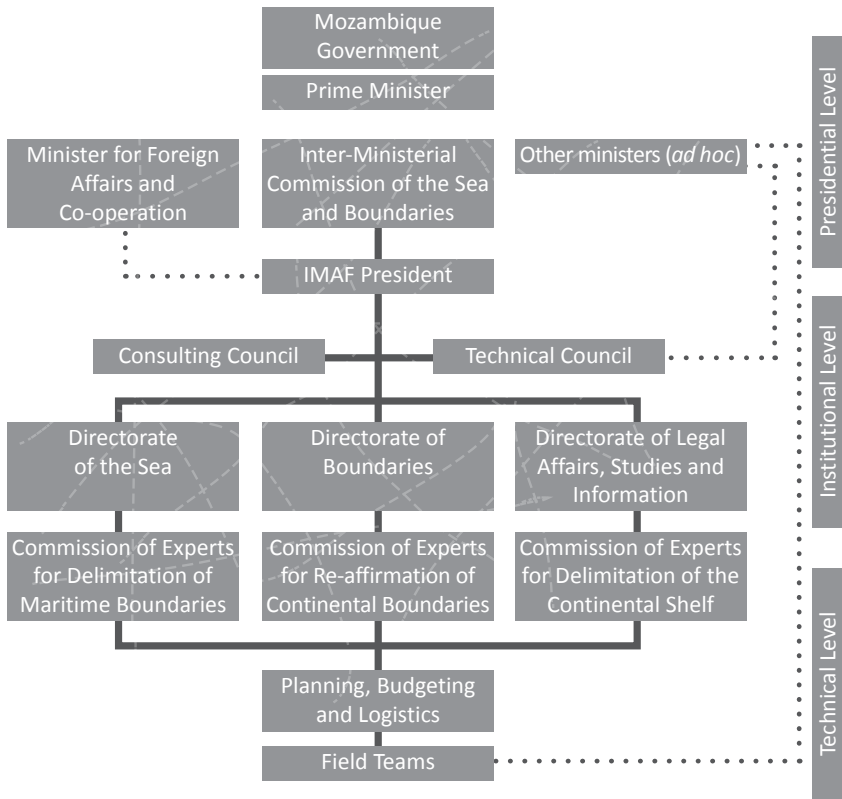 Mozambique
Government
Prime Minister
Minister for Foreign
Affairs and
Co-operation
Inter-Ministerial
Commission of the Sea
and Boundaries
Other ministers (ad hoc)
IMAF President
Consulting Council
Technical Council
Directorate
of the Sea
Directorate of
Boundaries
Directorate of Legal
Affairs, Studies and
Information
Commission of Experts
for Delimitation of
Maritime Boundaries
Commission of Experts
for Re-affirmation of
Continental Boundaries
Commission of Experts
for Delimitation of the
Continental Shelf
Planning, Budgeting
and Logistics
Field Teams
Presidential Level
Institutional Level
Technical Level